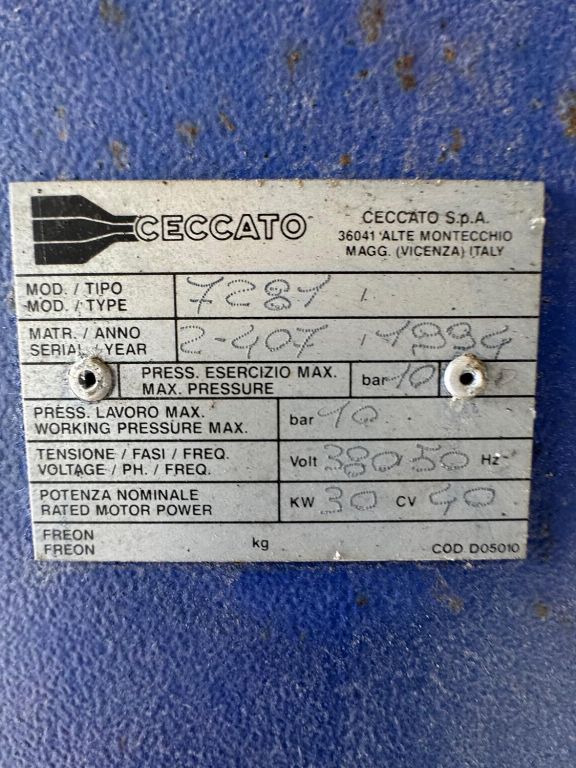 CECCATO
CECCATO S.p.A.
36041 ALTE MONTECCHIO
MAGG. (VICENZA) ITALY
MOD. / TIPO
MOD. / TYPE
7281 /
MATR. / ANNO
SERIAL / YEAR
2-407 / 1994
PRESS. ESERCIZIO MAX.
MAX. PRESSURE
bar 10
PRESS. LAVORO MAX.
WORKING PRESSURE MAX.
bar 10
TENSIONE / FASI / FREQ.
VOLTAGE / PH. / FREQ.
Volt 380/50 Hz
POTENZA NOMINALE
RATED MOTOR POWER
KW 30 CV 40
FREON
FREON
kg
COD. D05010